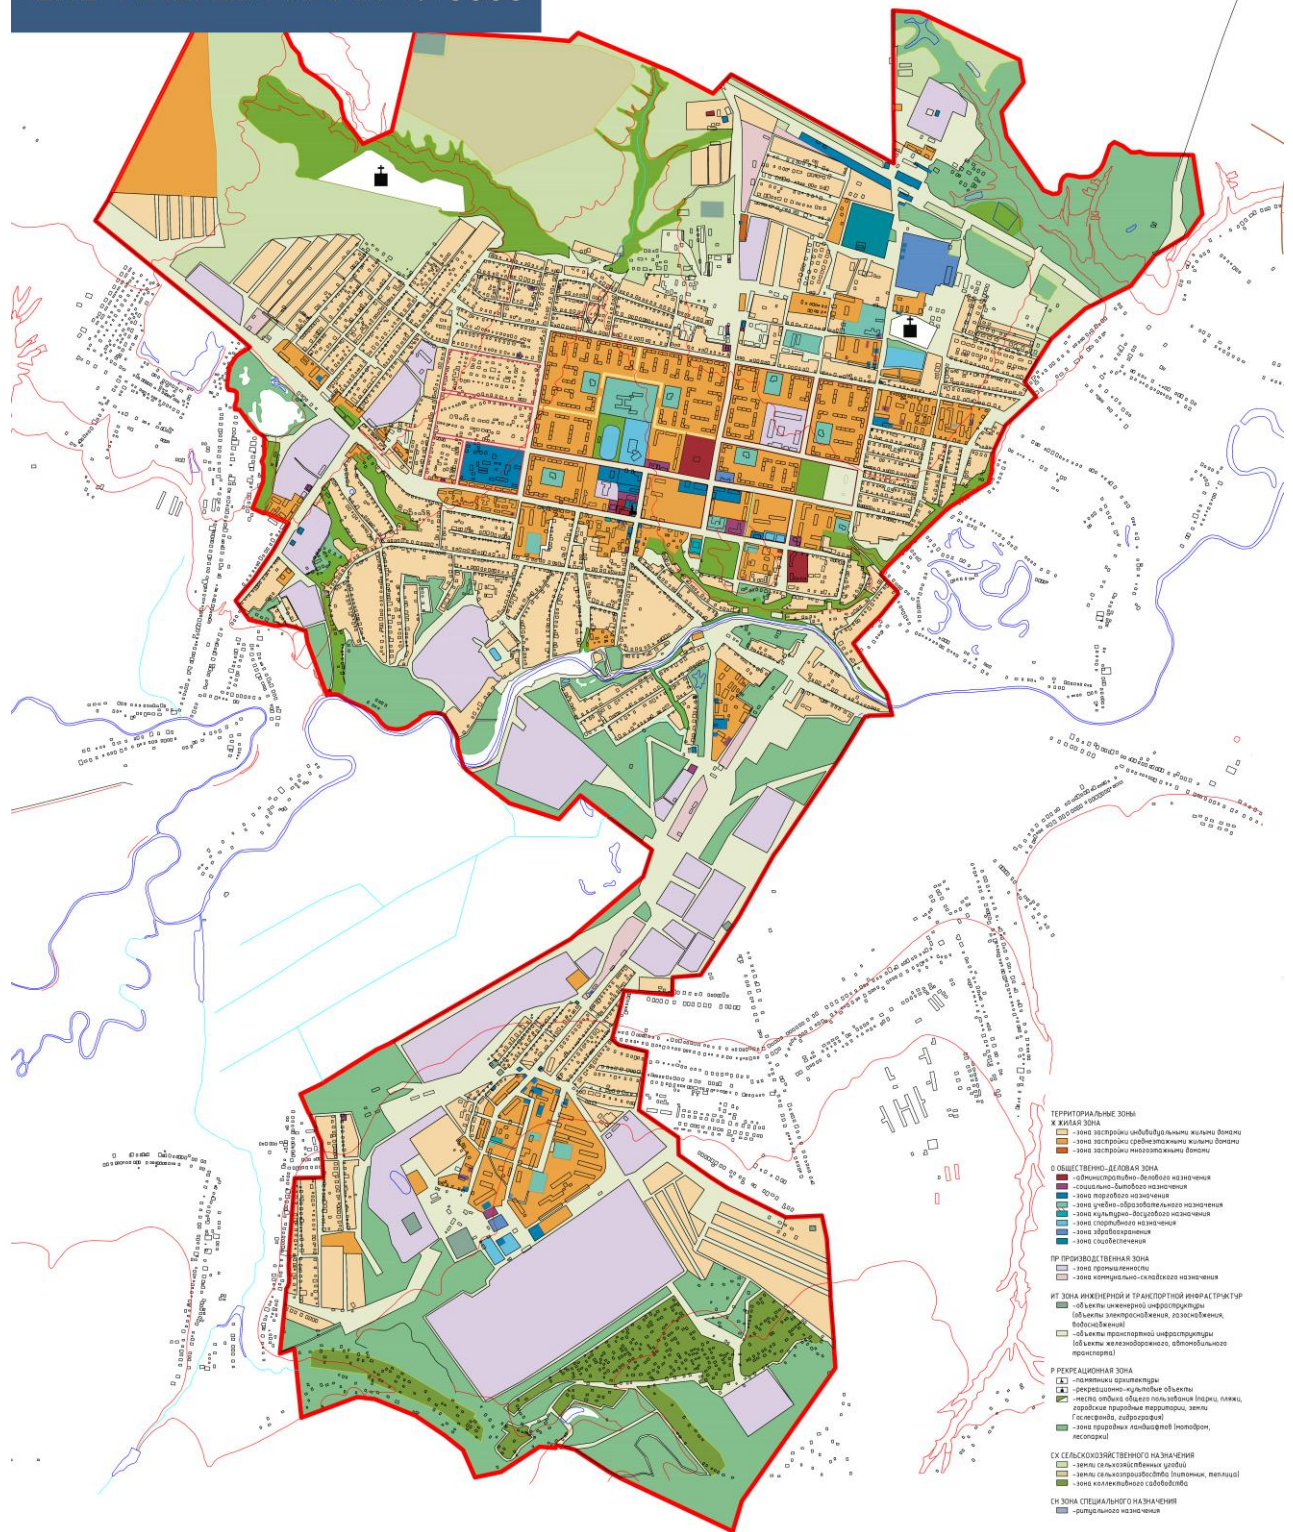 ТЕРРИТОРИАЛЬНЫЕ ЗОНЫ
Ж ЖИЛАЯ ЗОНА
-зона застройки индивидуальными жилыми домами
-зона застройки среднеэтажными жилыми домами
-зона застройки многоэтажными домами
О ОБЩЕСТВЕННО-ДЕЛОВАЯ ЗОНА
-административно-делового назначения
-социально-бытового назначения
-зона торгового назначения
-зона учебно-образовательного назначения
-зона культурно-досугового назначения
-зона спортивного назначения
-зона здравоохранения
-зона соцобеспечения
ПР ПРОИЗВОДСТВЕННАЯ ЗОНА
-зона промышленности
-зона коммунально-складского назначения
ИТ ЗОНА ИНЖЕНЕРНОЙ И ТРАНСПОРТНОЙ ИНФРАСТРУКТУР
-объекты инженерной инфраструктуры
(объекты электроснабжения, газоснабжения,
водоснабжения)
-объекты транспортной инфраструктуры
(объекты железнодорожного, автомобильного
транспорта)
Р РЕКРЕАЦИОННАЯ ЗОНА
-памятники архитектуры
-рекреационно-культовые объекты
-места отдыха общего пользования (парки, пляжи,
городские природные территории, земли
Гослесфонда, гидрография)
-зона природных ландшафтов (мотодром,
лесопарки)
СХ СЕЛЬСКОХОЗЯЙСТВЕННОГО НАЗНАЧЕНИЯ
-земли сельхозяйственных угодий
-земли сельхозпроизводства (питомник, теплица)
-зона коллективного садоводства
СН ЗОНА СПЕЦИАЛЬНОГО НАЗНАЧЕНИЯ
-ритуального назначения